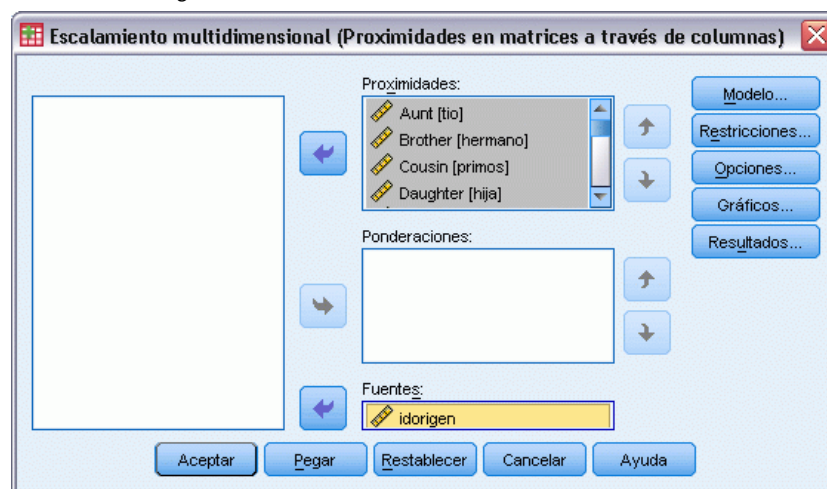 Escalamiento multidimensional (Proximidades en matrices a través de columnas)
Proximidades:
Aunt [tio]
Brother [hermano]
Cousin [primos]
Daughter [hija]
Ponderaciones:
Fuentes:
idorigen
Modelo...
Restricciones...
Opciones...
Gráficos...
Resultados...
Aceptar
Pegar
Restablecer
Cancelar
Ayuda